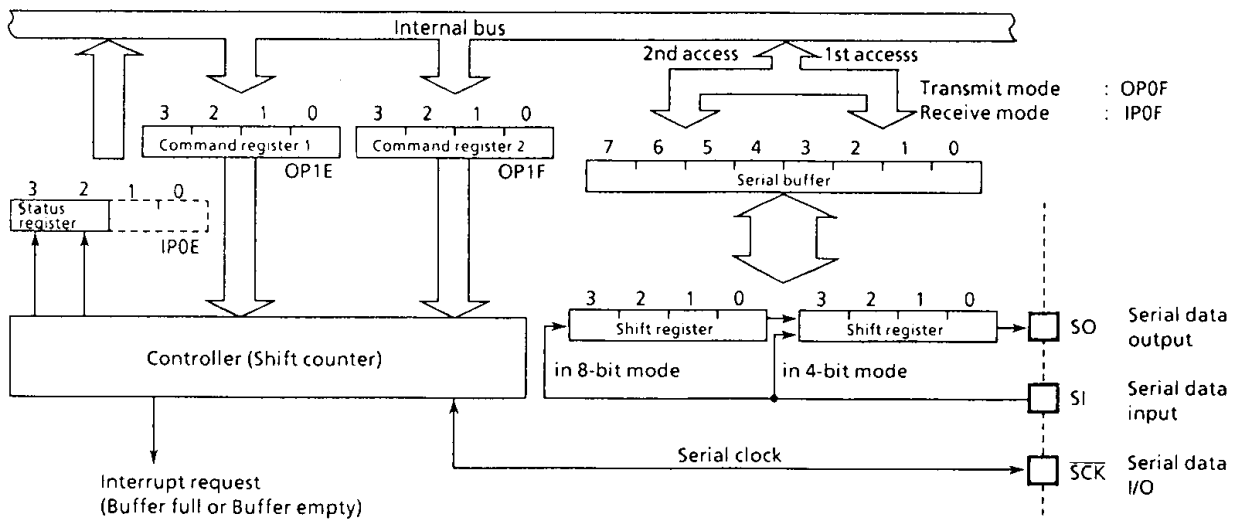 Internal bus
2nd access
1st accesss
Transmit mode : OP0F
Receive mode : IP0F
3 2 1 0
Command register 1
OP1E
3 2 1 0
Command register 2
OP1F
7 6 5 4 3 2 1 0
Serial buffer
3 2 1 0
Status
register
IP0E
3 2 1 0
Shift register
3 2 1 0
Shift register
SO
Serial data
output
Controller (Shift counter)
in 8-bit mode
in 4-bit mode
SI
Serial data
input
Serial clock
SCK
Serial data
I/O
Interrupt request
(Buffer full or Buffer empty)